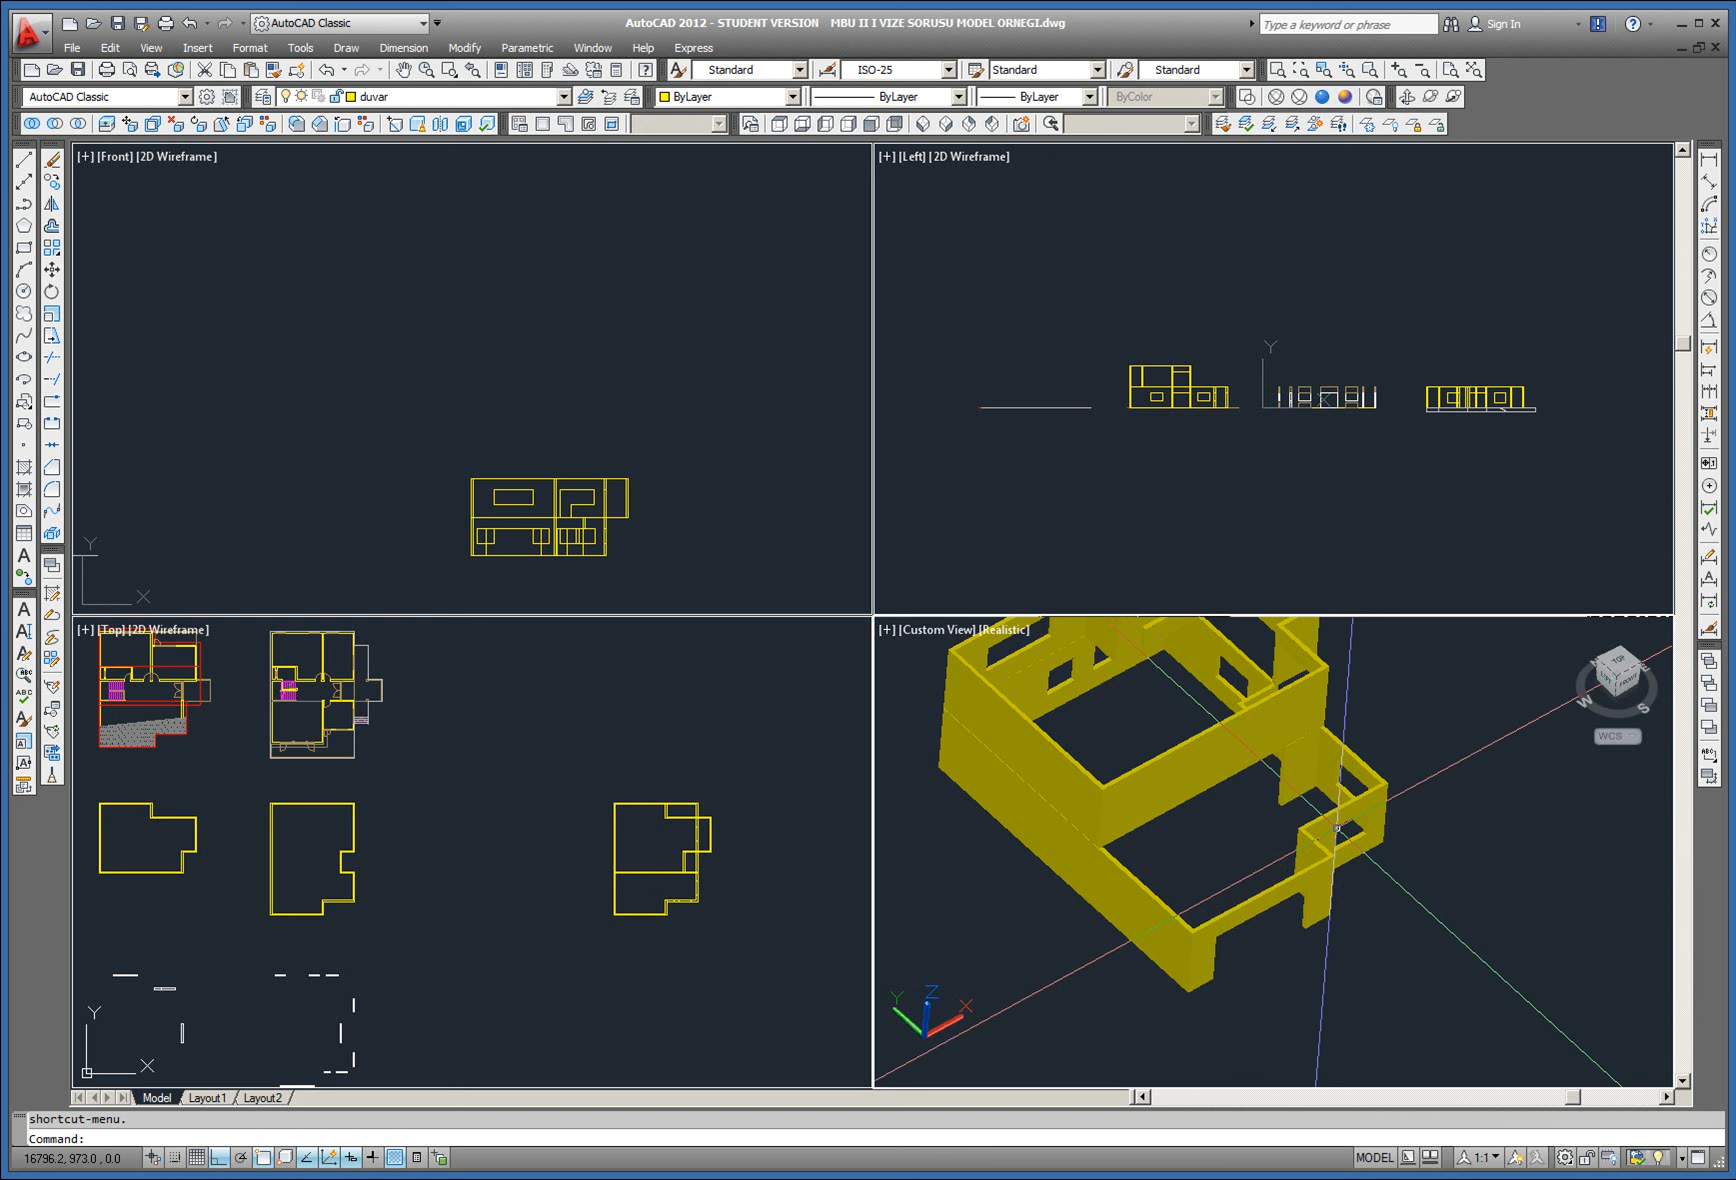 AutoCAD Classic
AutoCAD 2012 - STUDENT VERSION MBU II I VIZE SORUSU MODEL ORNEGI.dwg
Type a keyword or phrase
Sign In
File Edit View Insert Format Tools Draw Dimension Modify Parametric Window Help Express
Standard ISO-25 Standard Standard
AutoCAD Classic duvar ByLayer ByLayer ByLayer ByColor
[+] [Front] [2D Wireframe]
[+] [Left] [2D Wireframe]
Y
Y
X
[+] [Top] [2D Wireframe]
[+] [Custom View] [Realistic]
TOP
FRONT
W
S
WCS
Y
X
Y Z X
Model Layout1 Layout2
shortcut-menu.
Command:
16796.2, 973.0 , 0.0
MODEL
1:1